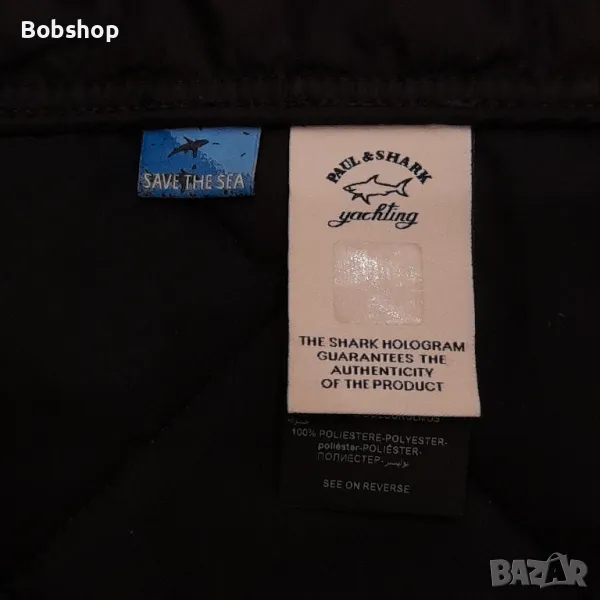 Bobshop
SAVE THE SEA
PAUL & SHARK
yachting
THE SHARK HOLOGRAM
GUARANTEES THE
AUTHENTICITY
OF THE PRODUCT
100% POLIESTERE-POLYESTER-
poliéster-POLIÉSTER-
ПОЛИЕСТЕР-بوليستر
SEE ON REVERSE
BAZAR